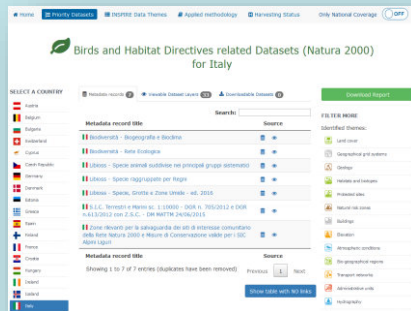 Home
Priority Datasets
INSPIRE Data Themes
Applied methodology
Harvesting Status
Only National Coverage
OFF
Birds and Habitat Directives related Datasets (Natura 2000)
for Italy
SELECT A COUNTRY
Austria
Belgium
Bulgaria
Switzerland
Cyprus
Czech Republic
Germany
Denmark
Estonia
Greece
Spain
Finland
France
Croatia
Hungary
Ireland
Iceland
Italy
Metadata records 7
Viewable Dataset Layers
Downloadable Datasets
Search:
Metadata record title
Source
Biodiversità - Biogeografia e Bioclima
Biodiversità - Rete Ecologica
Libioss - Specie animali suddivise nei principali gruppi sistematici
Libioss - Specie raggruppate per Regni
Libioss - Specie, Grotte e Zone Umide - ed. 2015
S.I.C. Terrestri e Marini sc. 1:10000 - DGR n. 705/2012 e DGR
n.613/2012 con Z.S.C. - DM MATTM 24/06/2015
Zone rilevanti per la salvaguardia dei siti di interesse comunitario
della Rete Natura 2000 e Misure di Conservazione valide per i SIC
Alpini Liguri
Metadata record title
Source
Showing 1 to 7 of 7 entries (duplicates have been removed)
Previous
1
Next
Show table with NO links
Download Report
FILTER MORE
Identified themes:
Land cover
Geographical grid systems
Geology
Habitats and biotopes
Protected sites
Natural risk zones
Buildings
Elevation
Atmospheric conditions
Bio-geographical regions
Transport networks
Administrative units
Hydrography